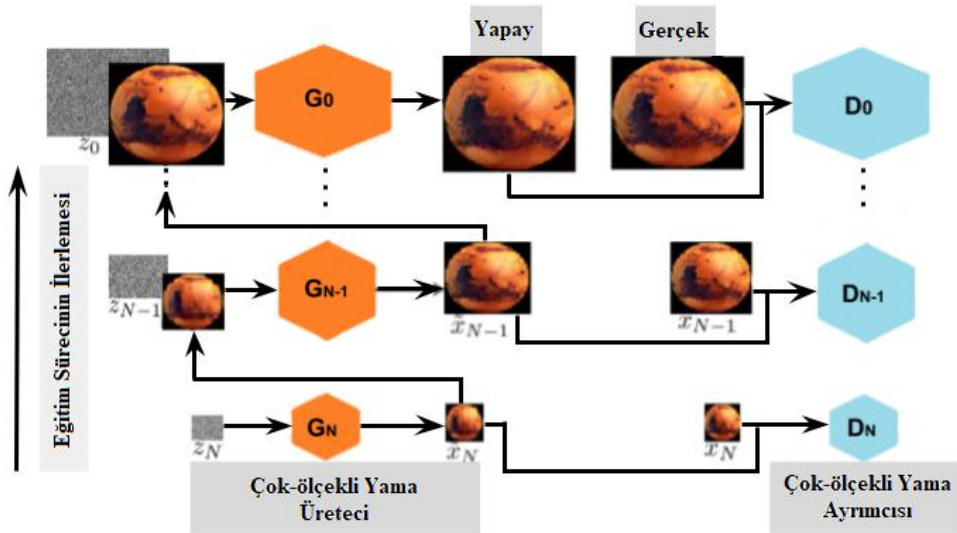 Yapay
Gerçek
G0
D0
z0
Eğitim Sürecinin İlerlemesi
GN-1
DN-1
zN-1
x̃N-1
xN-1
GN
DN
zN
x̃N
xN
Çok-ölçekli Yama
Üreteci
Çok-ölçekli Yama
Ayrımcısı